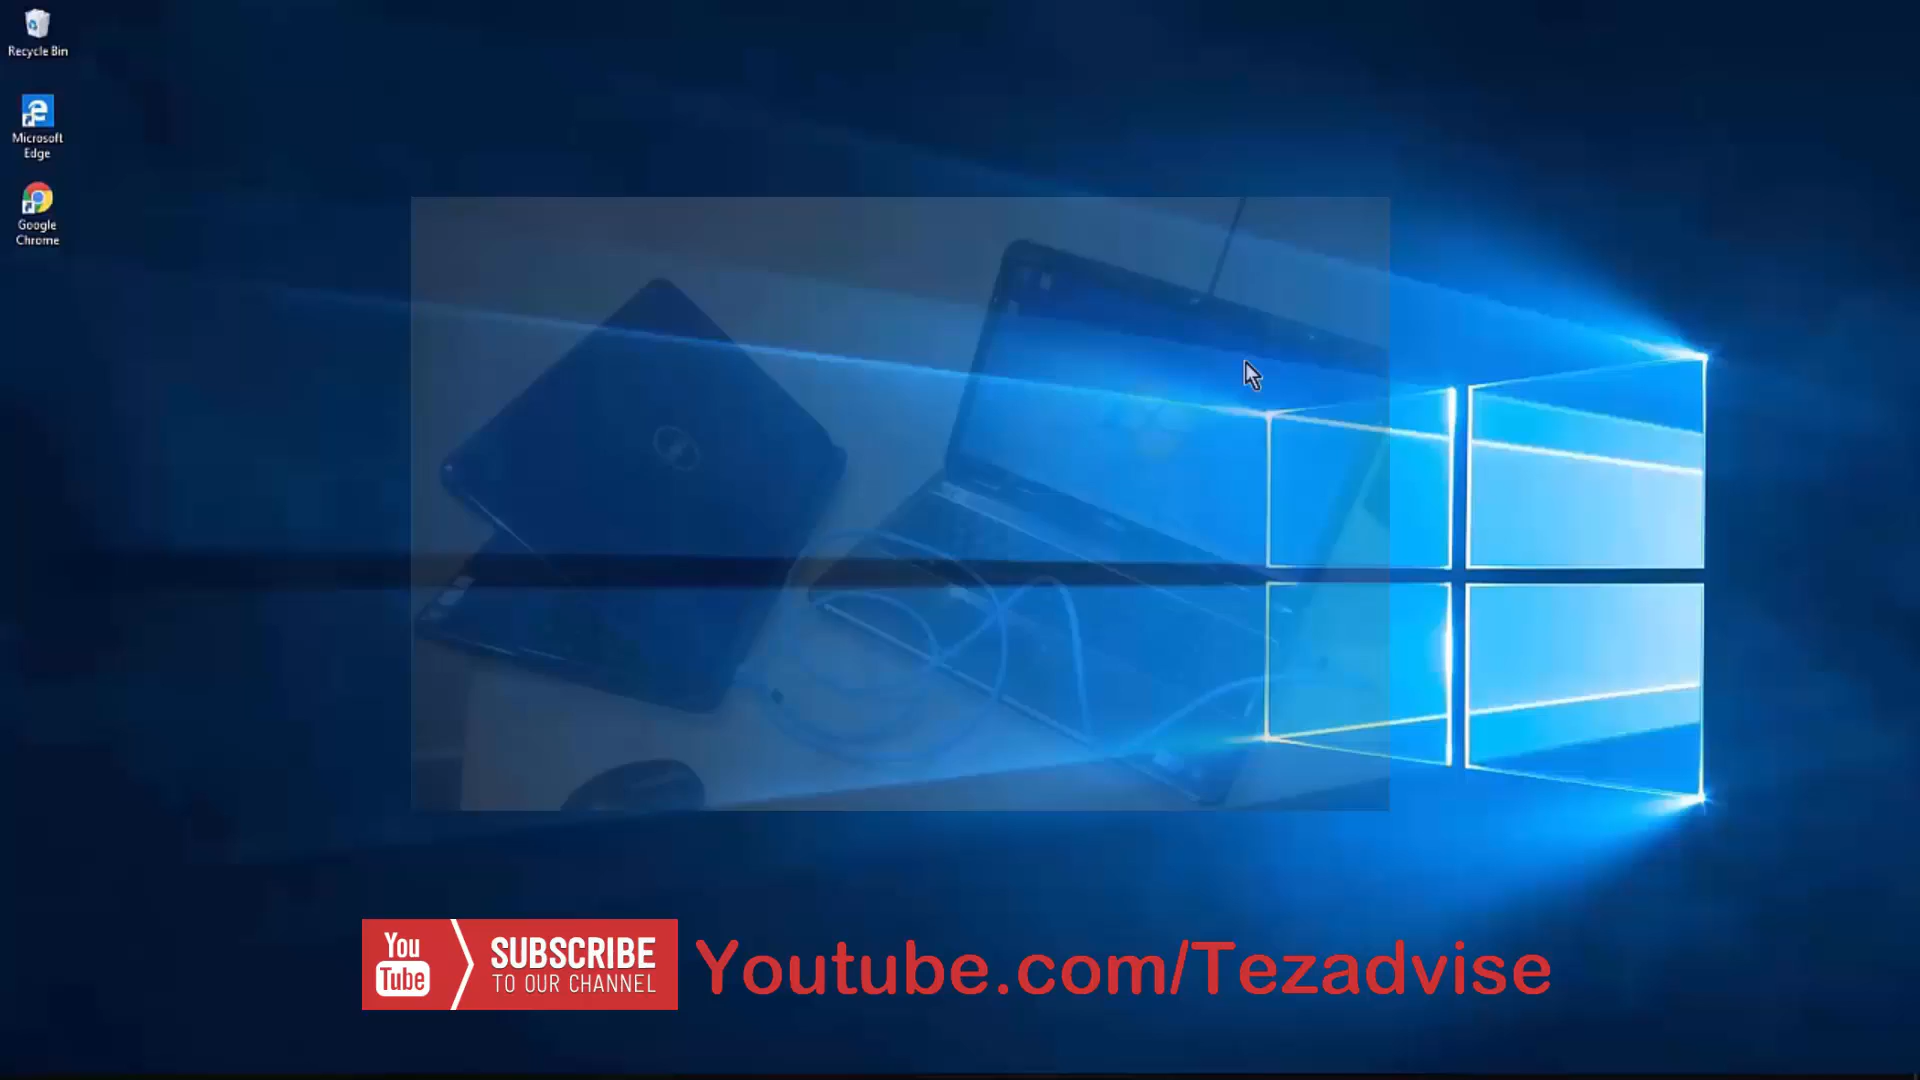 Recycle Bin
Microsoft
Edge
Google
Chrome
You
Tube
SUBSCRIBE
TO OUR CHANNEL
Youtube.com/Tezadvise